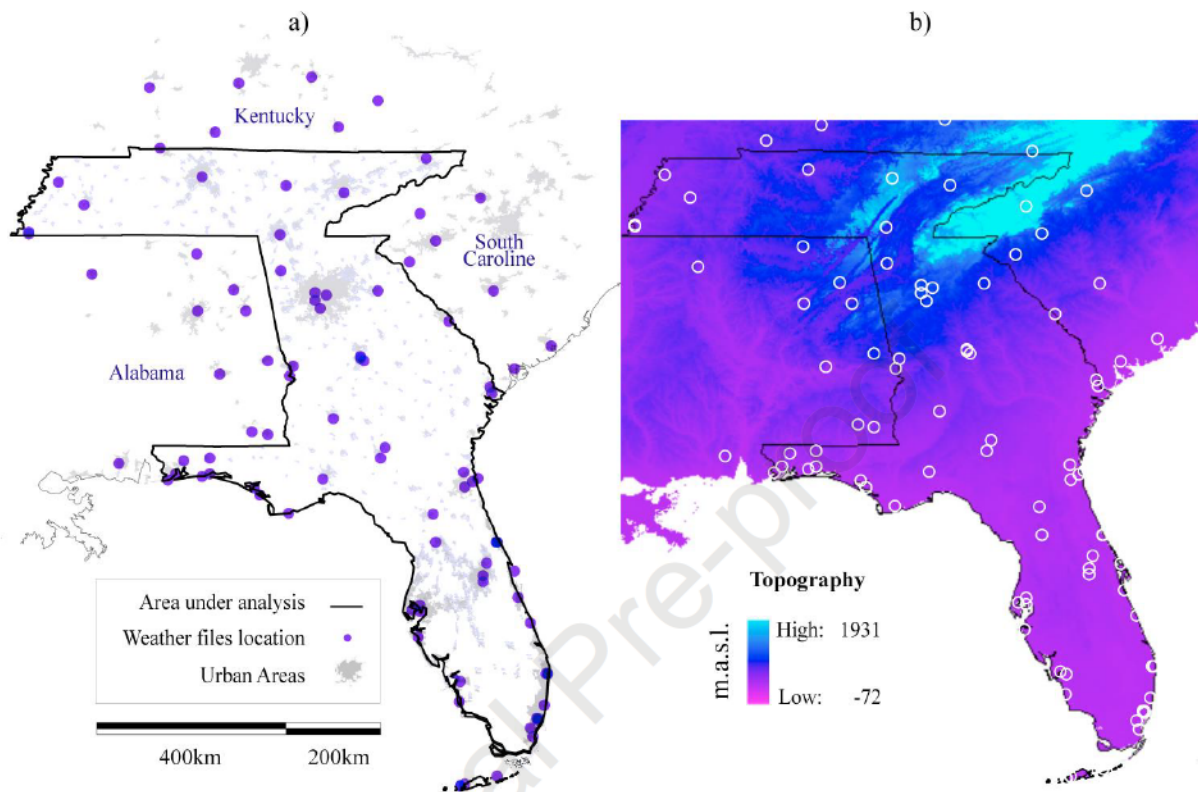 a)
Kentucky
South
Caroline
Alabama
Area under analysis
Weather files location
Urban Areas
400km
200km
b)
Topography
m.a.s.l.
High: 1931
Low: -72
al Pre-proof